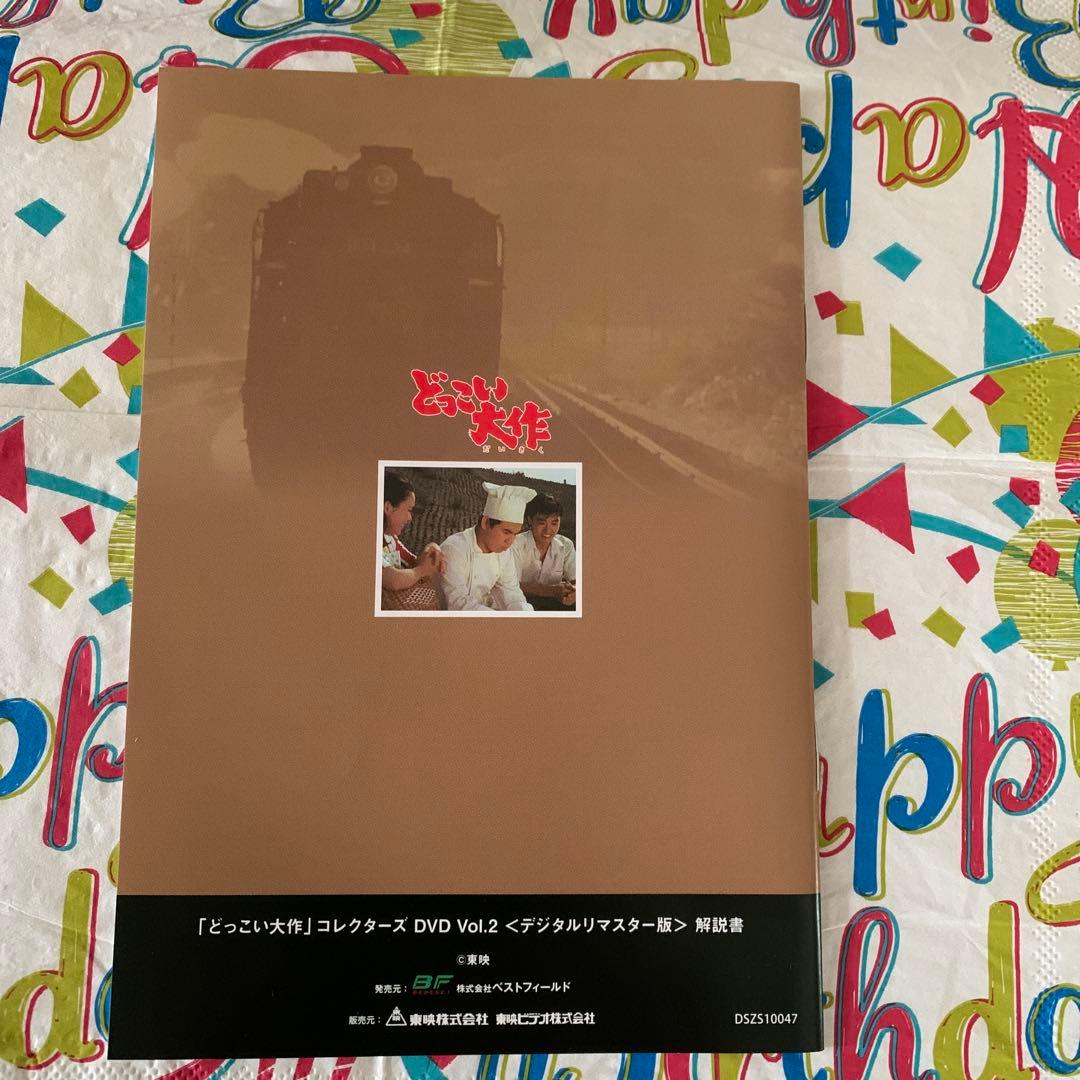 どっこい
大作
だいさく
「どっこい大作」コレクターズ DVD Vol.2 <デジタルリマスター版> 解説書
©東映
発売元： BF 株式会社ベストフィールド
販売元： 東映株式会社 東映ビデオ株式会社
DSZS10047